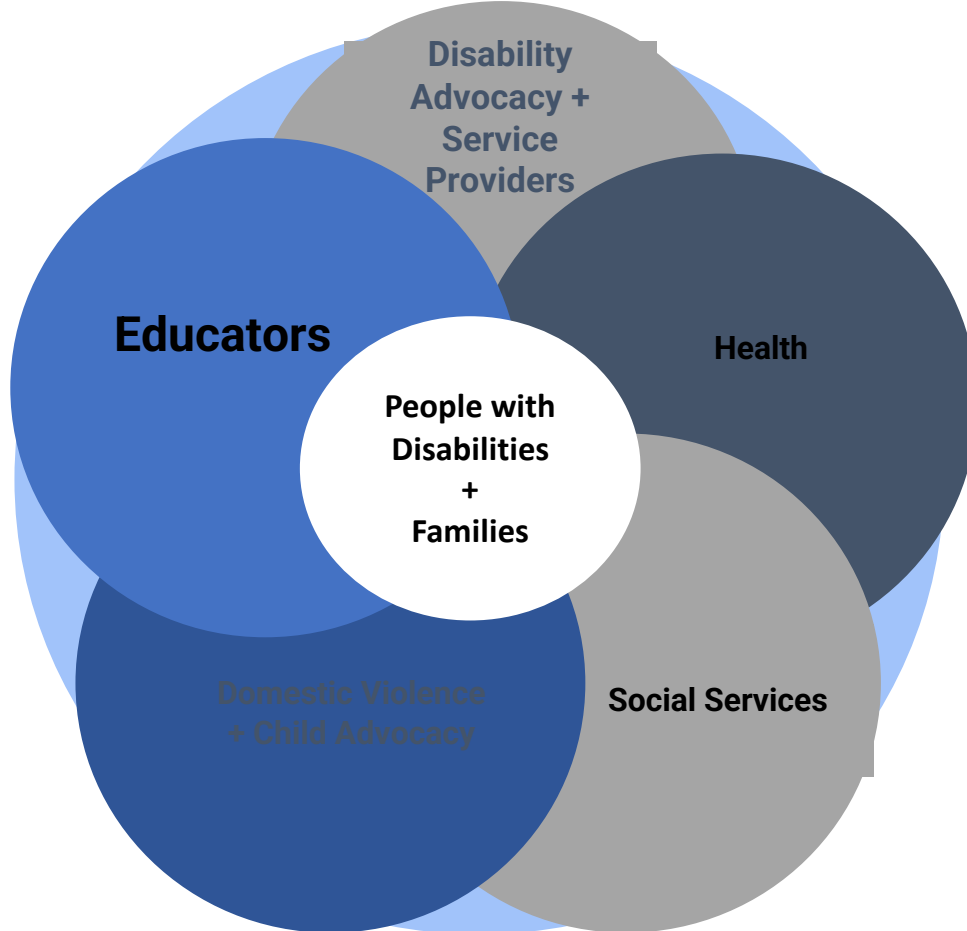 Disability
Advocacy +
Service
Providers
Educators
Health
People with
Disabilities
+
Families
Domestic Violence
+ Child Advocacy
Social Services